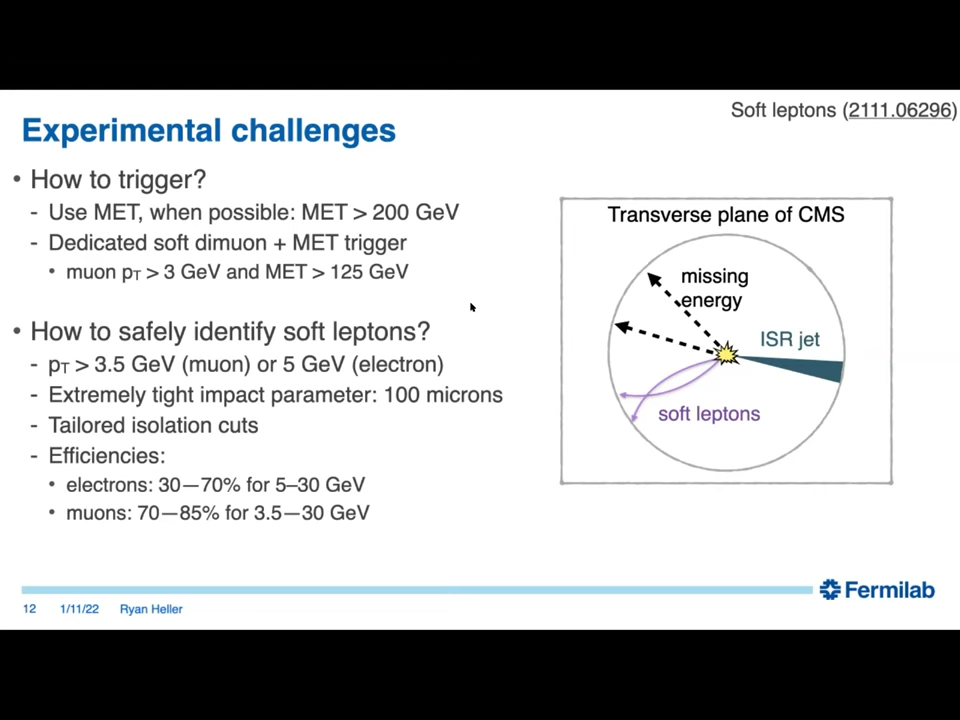 Soft leptons (2111.06296)
Experimental challenges
• How to trigger?
- Use MET, when possible: MET > 200 GeV
- Dedicated soft dimuon + MET trigger
• muon pT > 3 GeV and MET > 125 GeV
• How to safely identify soft leptons?
- pT > 3.5 GeV (muon) or 5 GeV (electron)
- Extremely tight impact parameter: 100 microns
- Tailored isolation cuts
- Efficiencies:
• electrons: 30—70% for 5–30 GeV
• muons: 70—85% for 3.5—30 GeV
Transverse plane of CMS
missing
energy
ISR jet
soft leptons
Fermilab
12 1/11/22 Ryan Heller